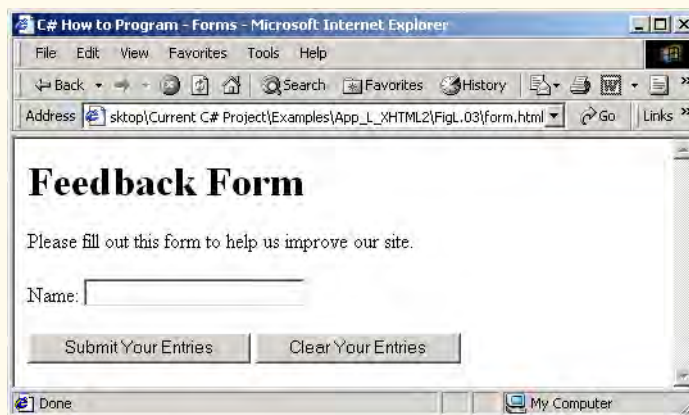 C# How to Program - Forms - Microsoft Internet Explorer
File Edit View Favorites Tools Help
Back Search Favorites History
Address sktop\Current C# Project\Examples\App_L_XHTML2\FigL.03\form.html Go Links »
Feedback Form
Please fill out this form to help us improve our site.
Name:
Submit Your Entries Clear Your Entries
Done My Computer